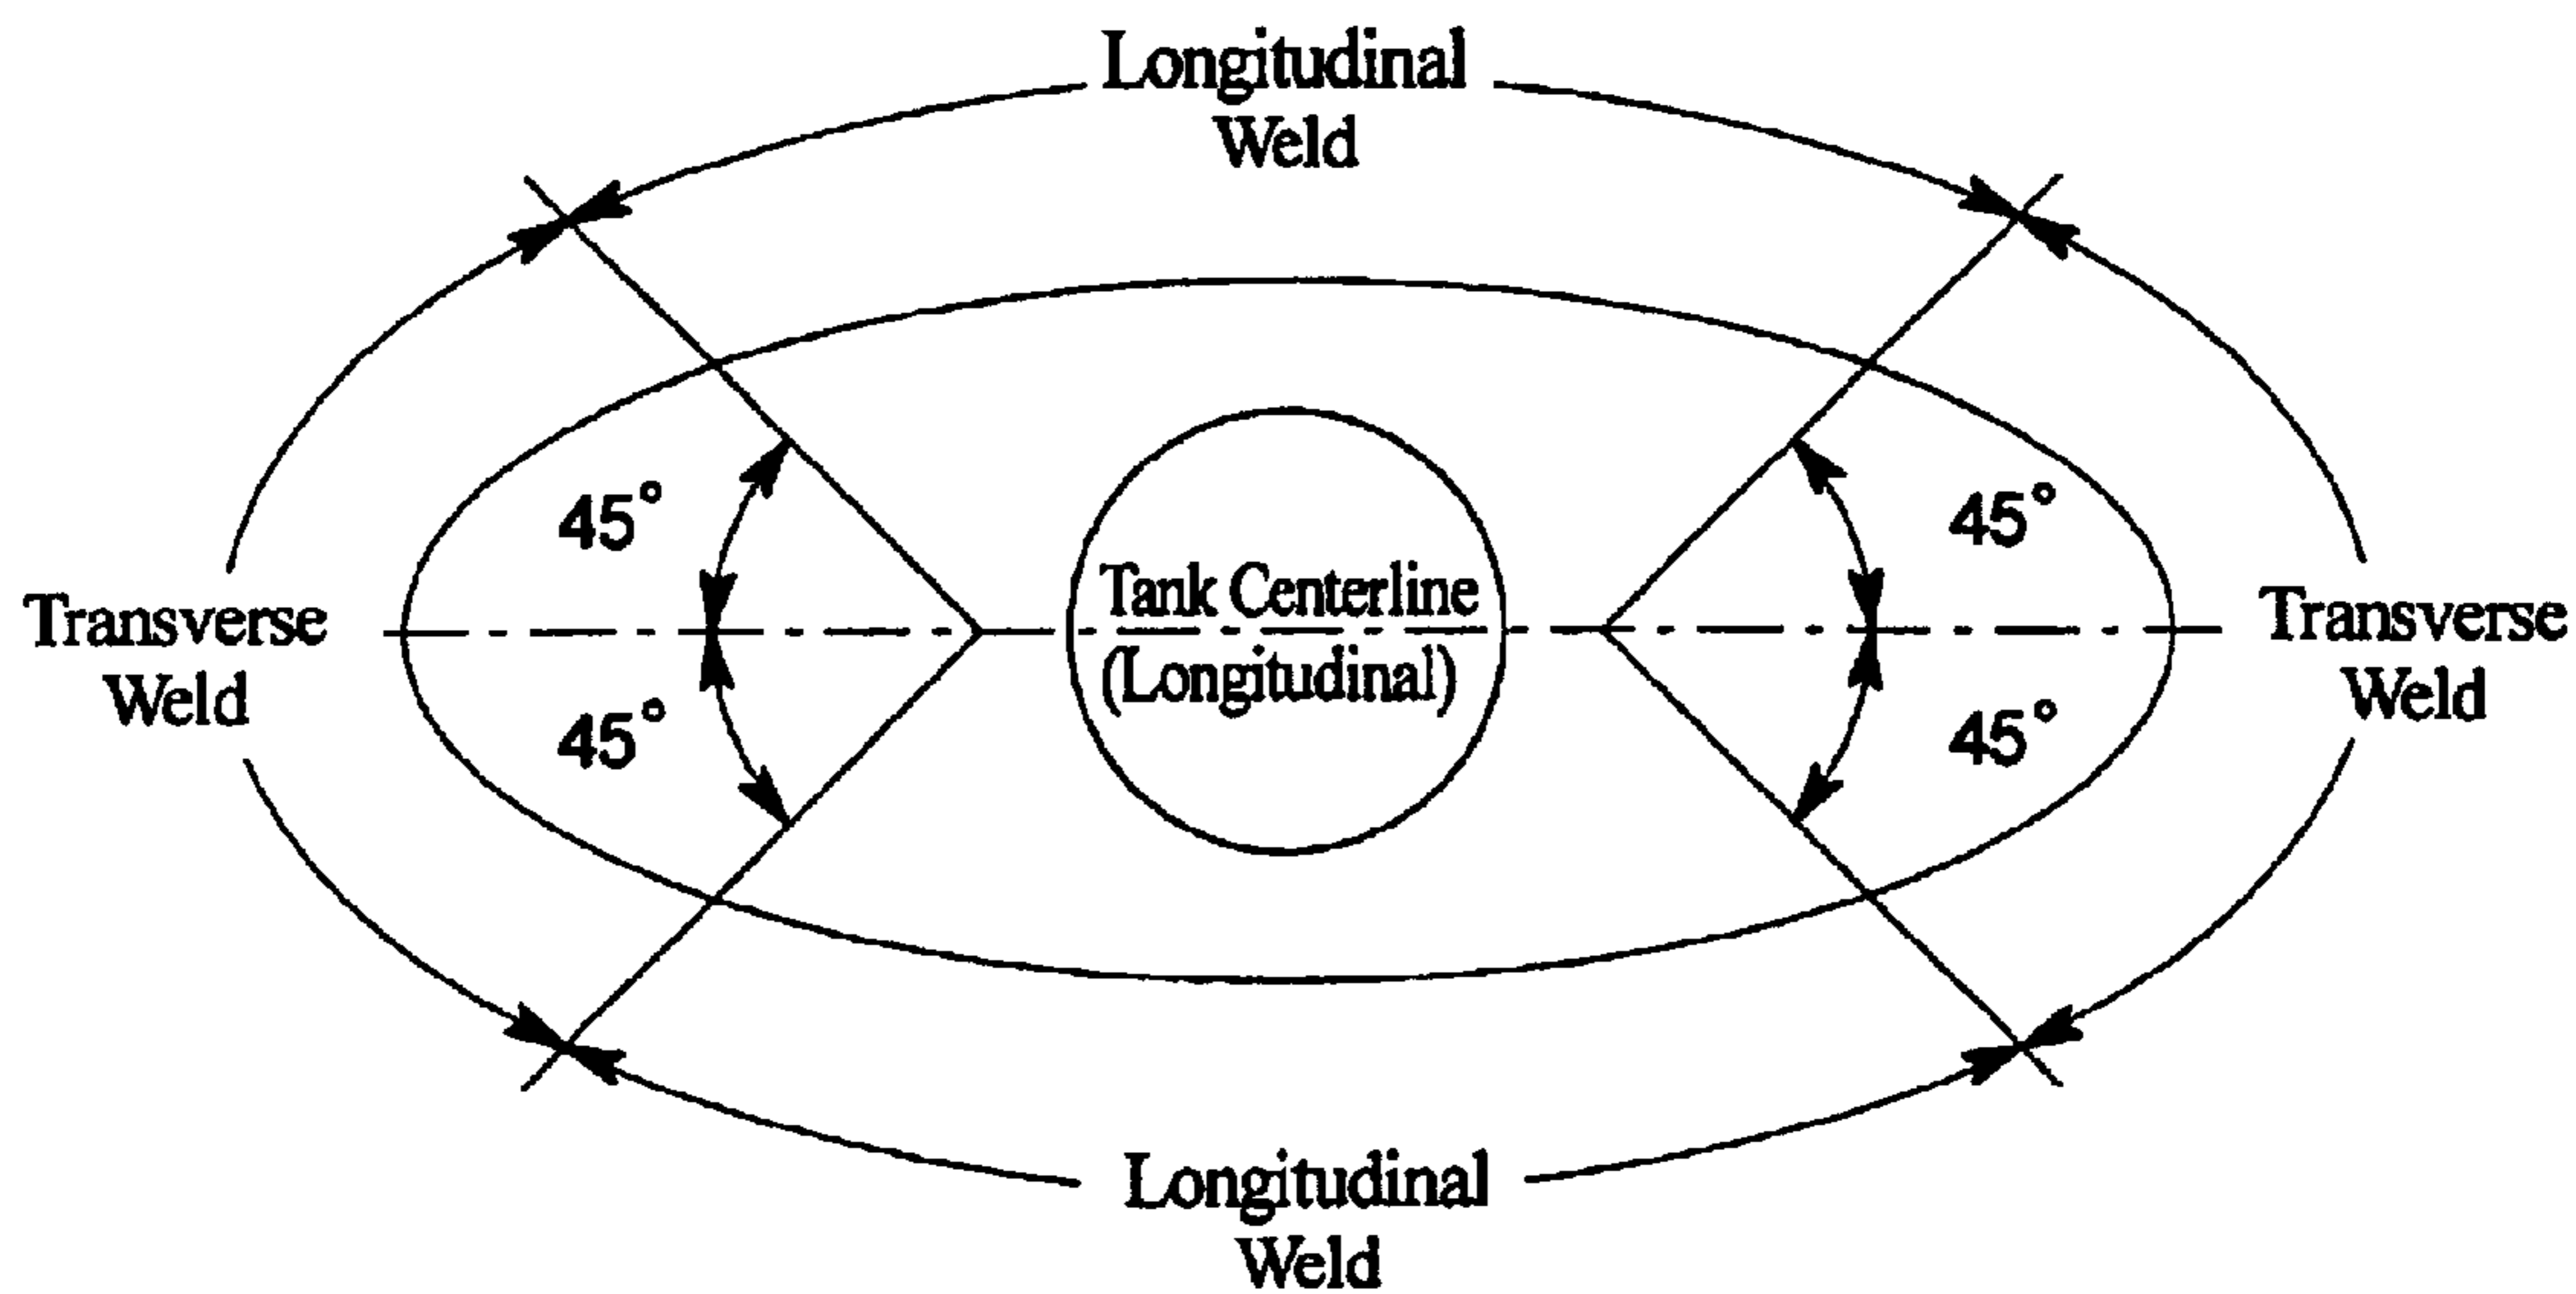 Longitudinal
Weld
45°
45°
Transverse
Weld
Tank Centerline
(Longitudinal)
Transverse
Weld
45°
45°
Longitudinal
Weld